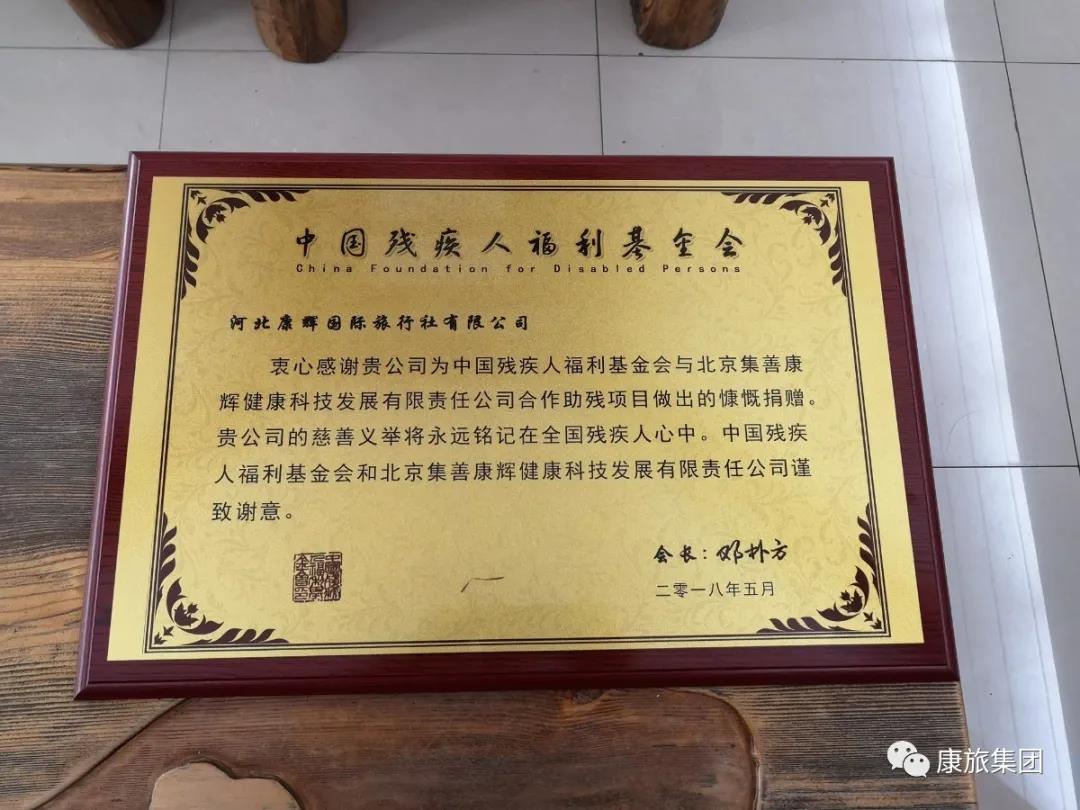 中国残疾人福利基金会
China Foundation for Disabled Persons
河北康辉国际旅行社有限公司
衷心感谢贵公司为中国残疾人福利基金会与北京集善康
辉健康科技发展有限责任公司合作助残项目做出的慷慨捐赠。
贵公司的慈善义举将永远铭记在全国残疾人心中。中国残疾
人福利基金会和北京集善康辉健康科技发展有限责任公司谨
致谢意。
会长：邓朴方
二零一八年五月
康旅集团